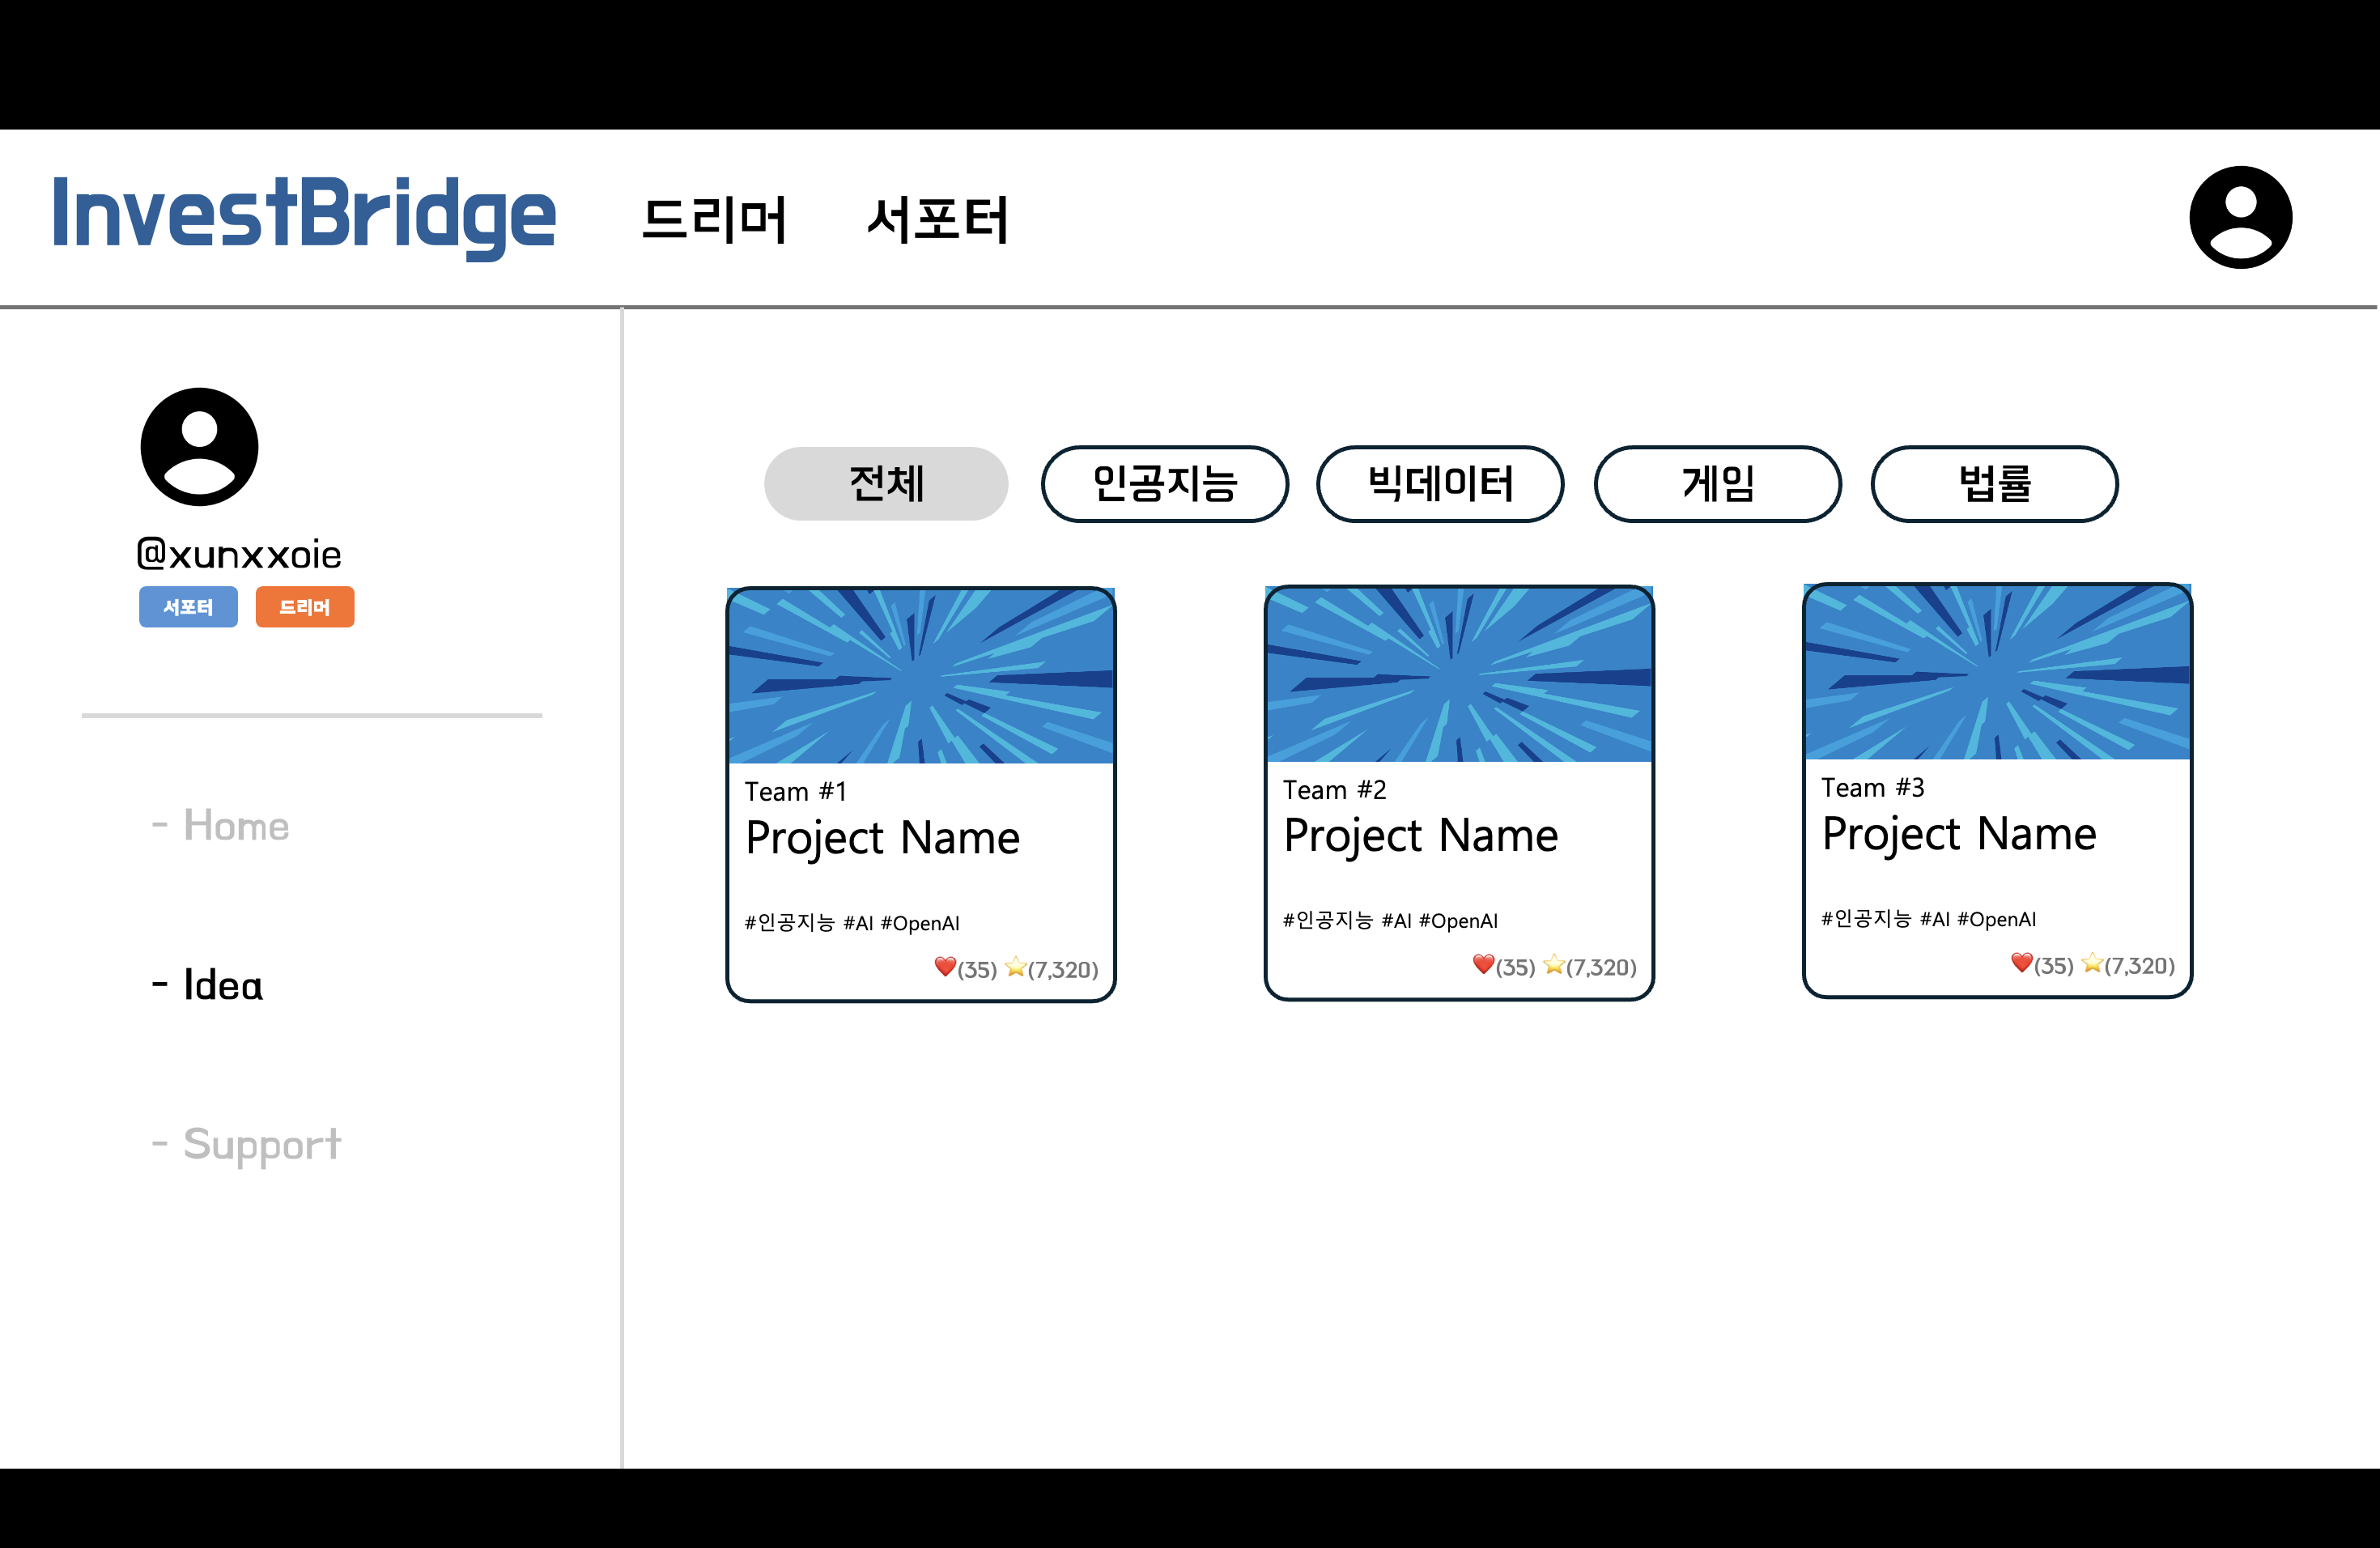 InvestBridge 드리머 서포터
@xunxxoie
서포터 드리머
- Home
- Idea
- Support
전체 인공지능 빅데이터 게임 법률
Team #1
Project Name
#인공지능 #AI #OpenAI
❤️(35) ⭐(7,320)
Team #2
Project Name
#인공지능 #AI #OpenAI
❤️(35) ⭐(7,320)
Team #3
Project Name
#인공지능 #AI #OpenAI
❤️(35) ⭐(7,320)